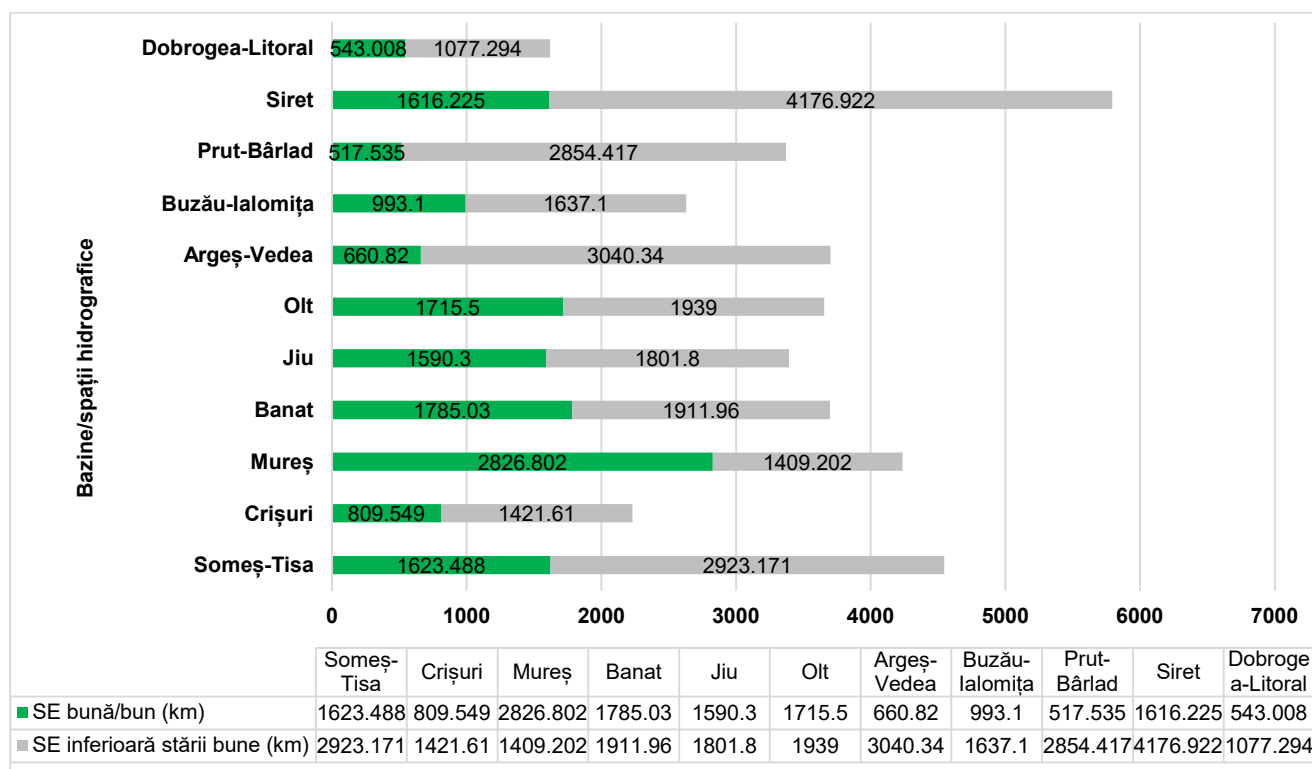 Bazine/spații hidrografice
Dobrogea-Litoral 543.008 1077.294
Siret 1616.225 4176.922
Prut-Bârlad 517.535 2854.417
Buzău-Ialomița 993.1 1637.1
Argeș-Vedea 660.82 3040.34
Olt 1715.5 1939
Jiu 1590.3 1801.8
Banat 1785.03 1911.96
Mureș 2826.802 1409.202
Crișuri 809.549 1421.61
Someș-Tisa 1623.488 2923.171
0 1000 2000 3000 4000 5000 6000 7000
Someș-Tisa Crișuri Mureș Banat Jiu Olt Argeș-Vedea Buzău-Ialomița Prut-Bârlad Siret Dobrogea-Litoral
SE bună/bun (km) 1623.488 809.549 2826.802 1785.03 1590.3 1715.5 660.82 993.1 517.535 1616.225 543.008
SE inferioară stării bune (km) 2923.171 1421.61 1409.202 1911.96 1801.8 1939 3040.34 1637.1 2854.417 4176.922 1077.294